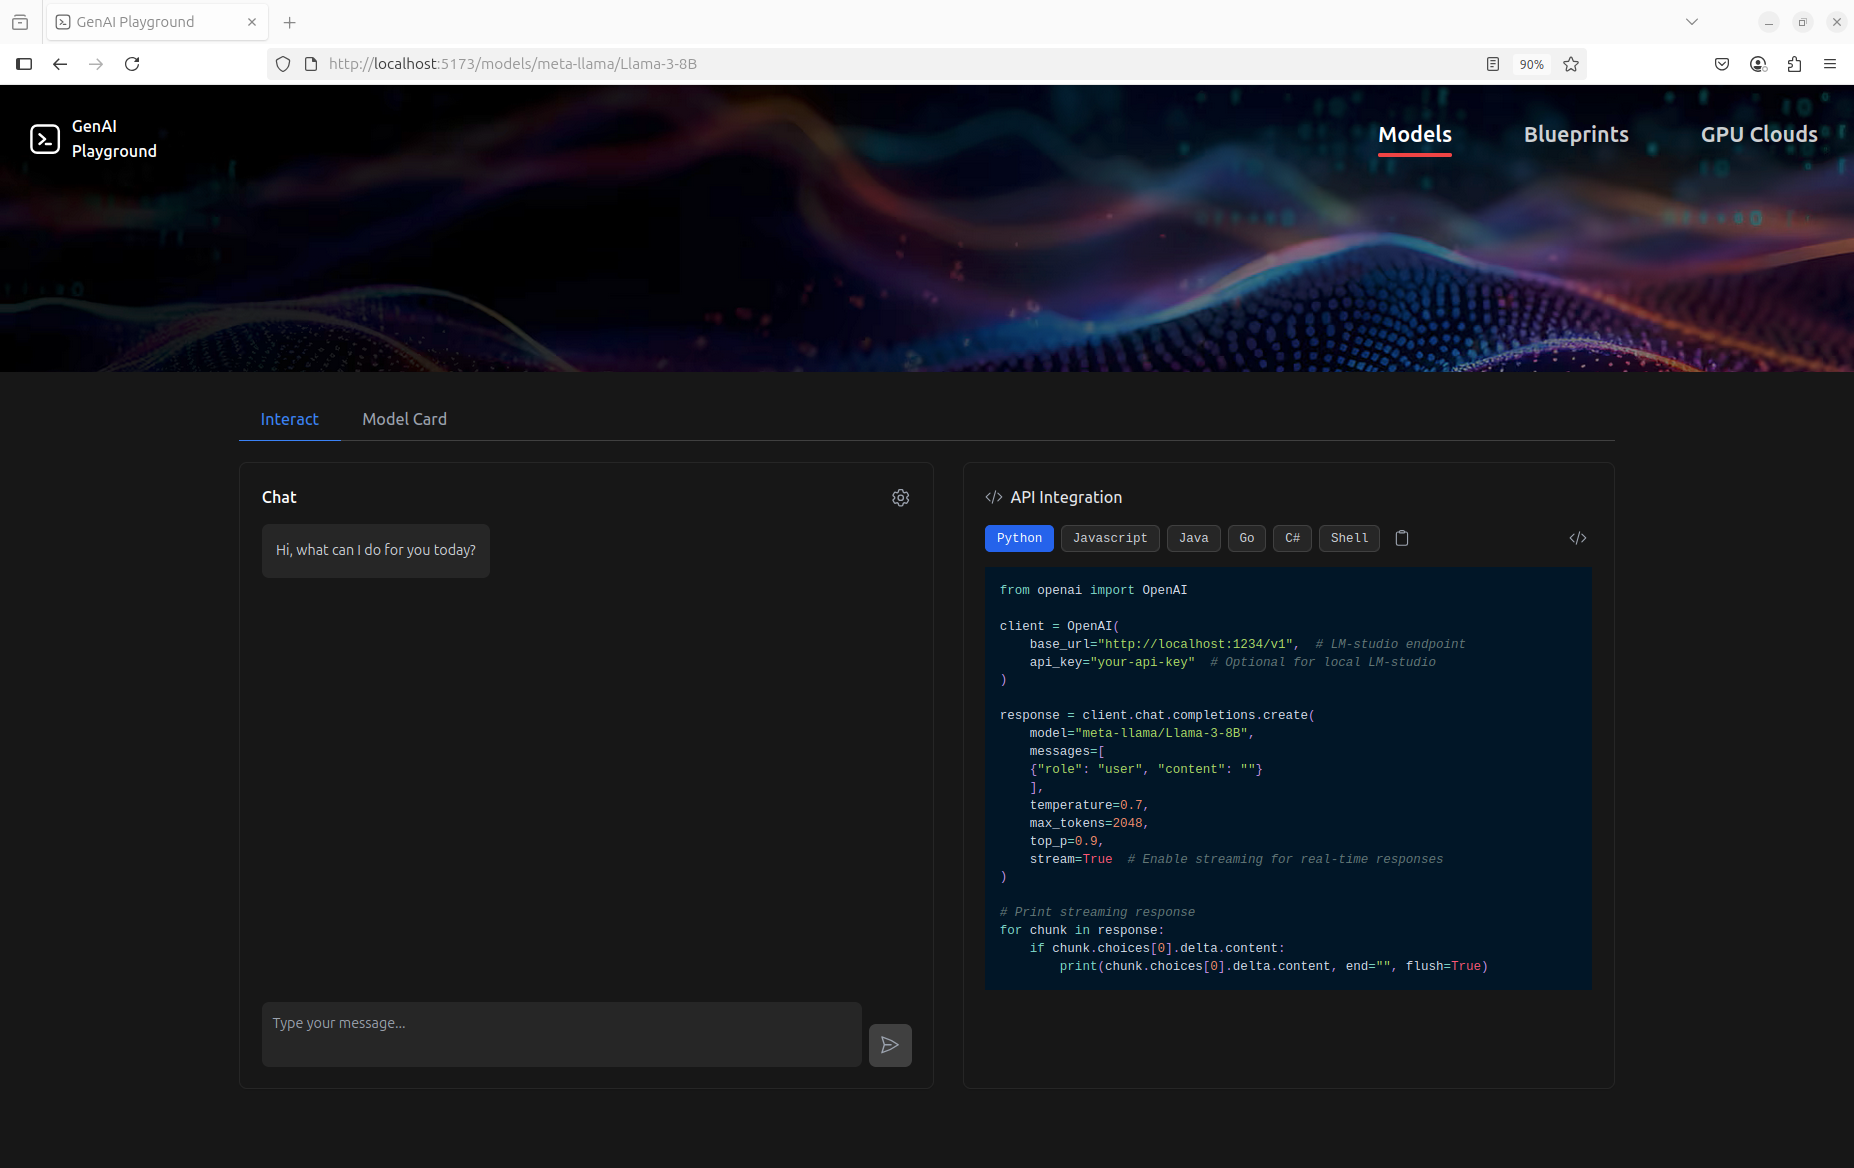 GenAI Playground
http://localhost:5173/models/meta-llama/Llama-3-8B
90%
GenAI
Playground
Models
Blueprints
GPU Clouds
Interact
Model Card
Chat
Hi, what can I do for you today?
Type your message...
</> API Integration
Python
Javascript
Java
Go
C#
Shell
from openai import OpenAI
client = OpenAI(
    base_url="http://localhost:1234/v1",  # LM-studio endpoint
    api_key="your-api-key"  # Optional for local LM-studio
)
response = client.chat.completions.create(
    model="meta-llama/Llama-3-8B",
    messages=[
    {"role": "user", "content": ""}
    ],
    temperature=0.7,
    max_tokens=2048,
    top_p=0.9,
    stream=True  # Enable streaming for real-time responses
)
# Print streaming response
for chunk in response:
    if chunk.choices[0].delta.content:
        print(chunk.choices[0].delta.content, end="", flush=True)